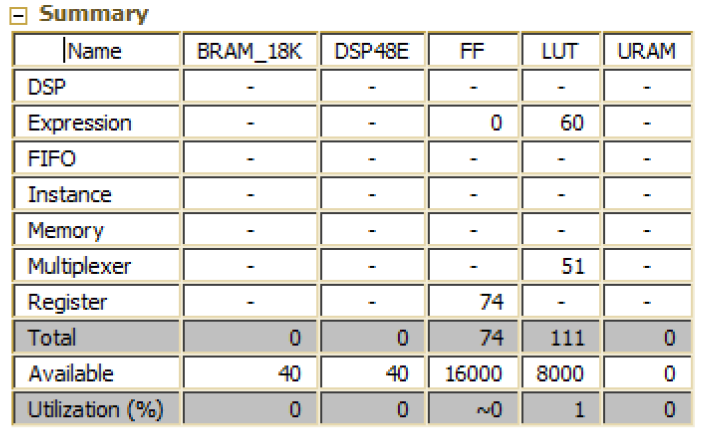 Summary
Name BRAM_18K DSP48E FF LUT URAM
DSP - - - - -
Expression - - 0 60 -
FIFO - - - - -
Instance - - - - -
Memory - - - - -
Multiplexer - - - 51 -
Register - - 74 - -
Total 0 0 74 111 0
Available 40 40 16000 8000 0
Utilization (%) 0 0 ~0 1 0